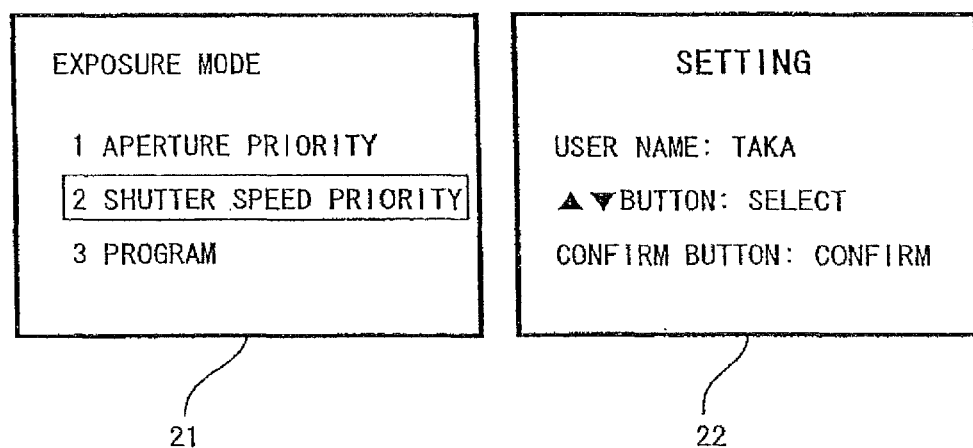 EXPOSURE MODE
1 APERTURE PRIORITY
2 SHUTTER SPEED PRIORITY
3 PROGRAM
21
SETTING
USER NAME: TAKA
▲▼BUTTON: SELECT
CONFIRM BUTTON: CONFIRM
22